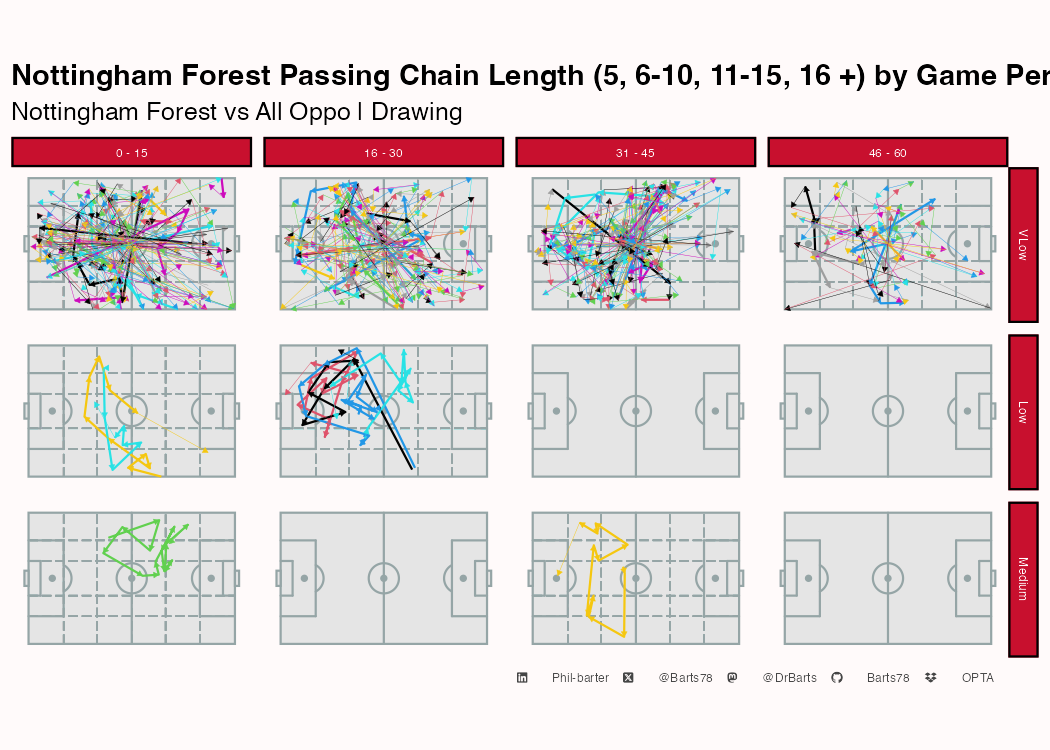 Nottingham Forest Passing Chain Length (5, 6-10, 11-15, 16 +) by Game Per
Nottingham Forest vs All Oppo | Drawing
0 - 15
16 - 30
31 - 45
46 - 60
VLow
Low
Medium
Phil-barter @Barts78 @DrBarts Barts78 OPTA